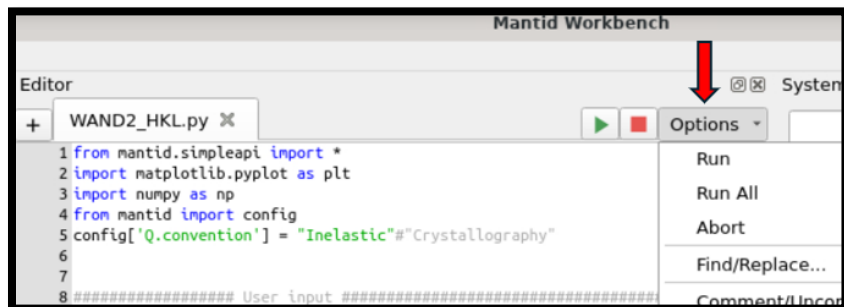 Mantid Workbench
Editor
System
+ WAND2_HKL.py
Options
1 from mantid.simpleapi import *
2 import matplotlib.pyplot as plt
3 import numpy as np
4 from mantid import config
5 config['Q.convention'] = "Inelastic"#"Crystallography"
6
7
8 ################## User input ###################################
Run
Run All
Abort
Find/Replace...
Comment/Uncom